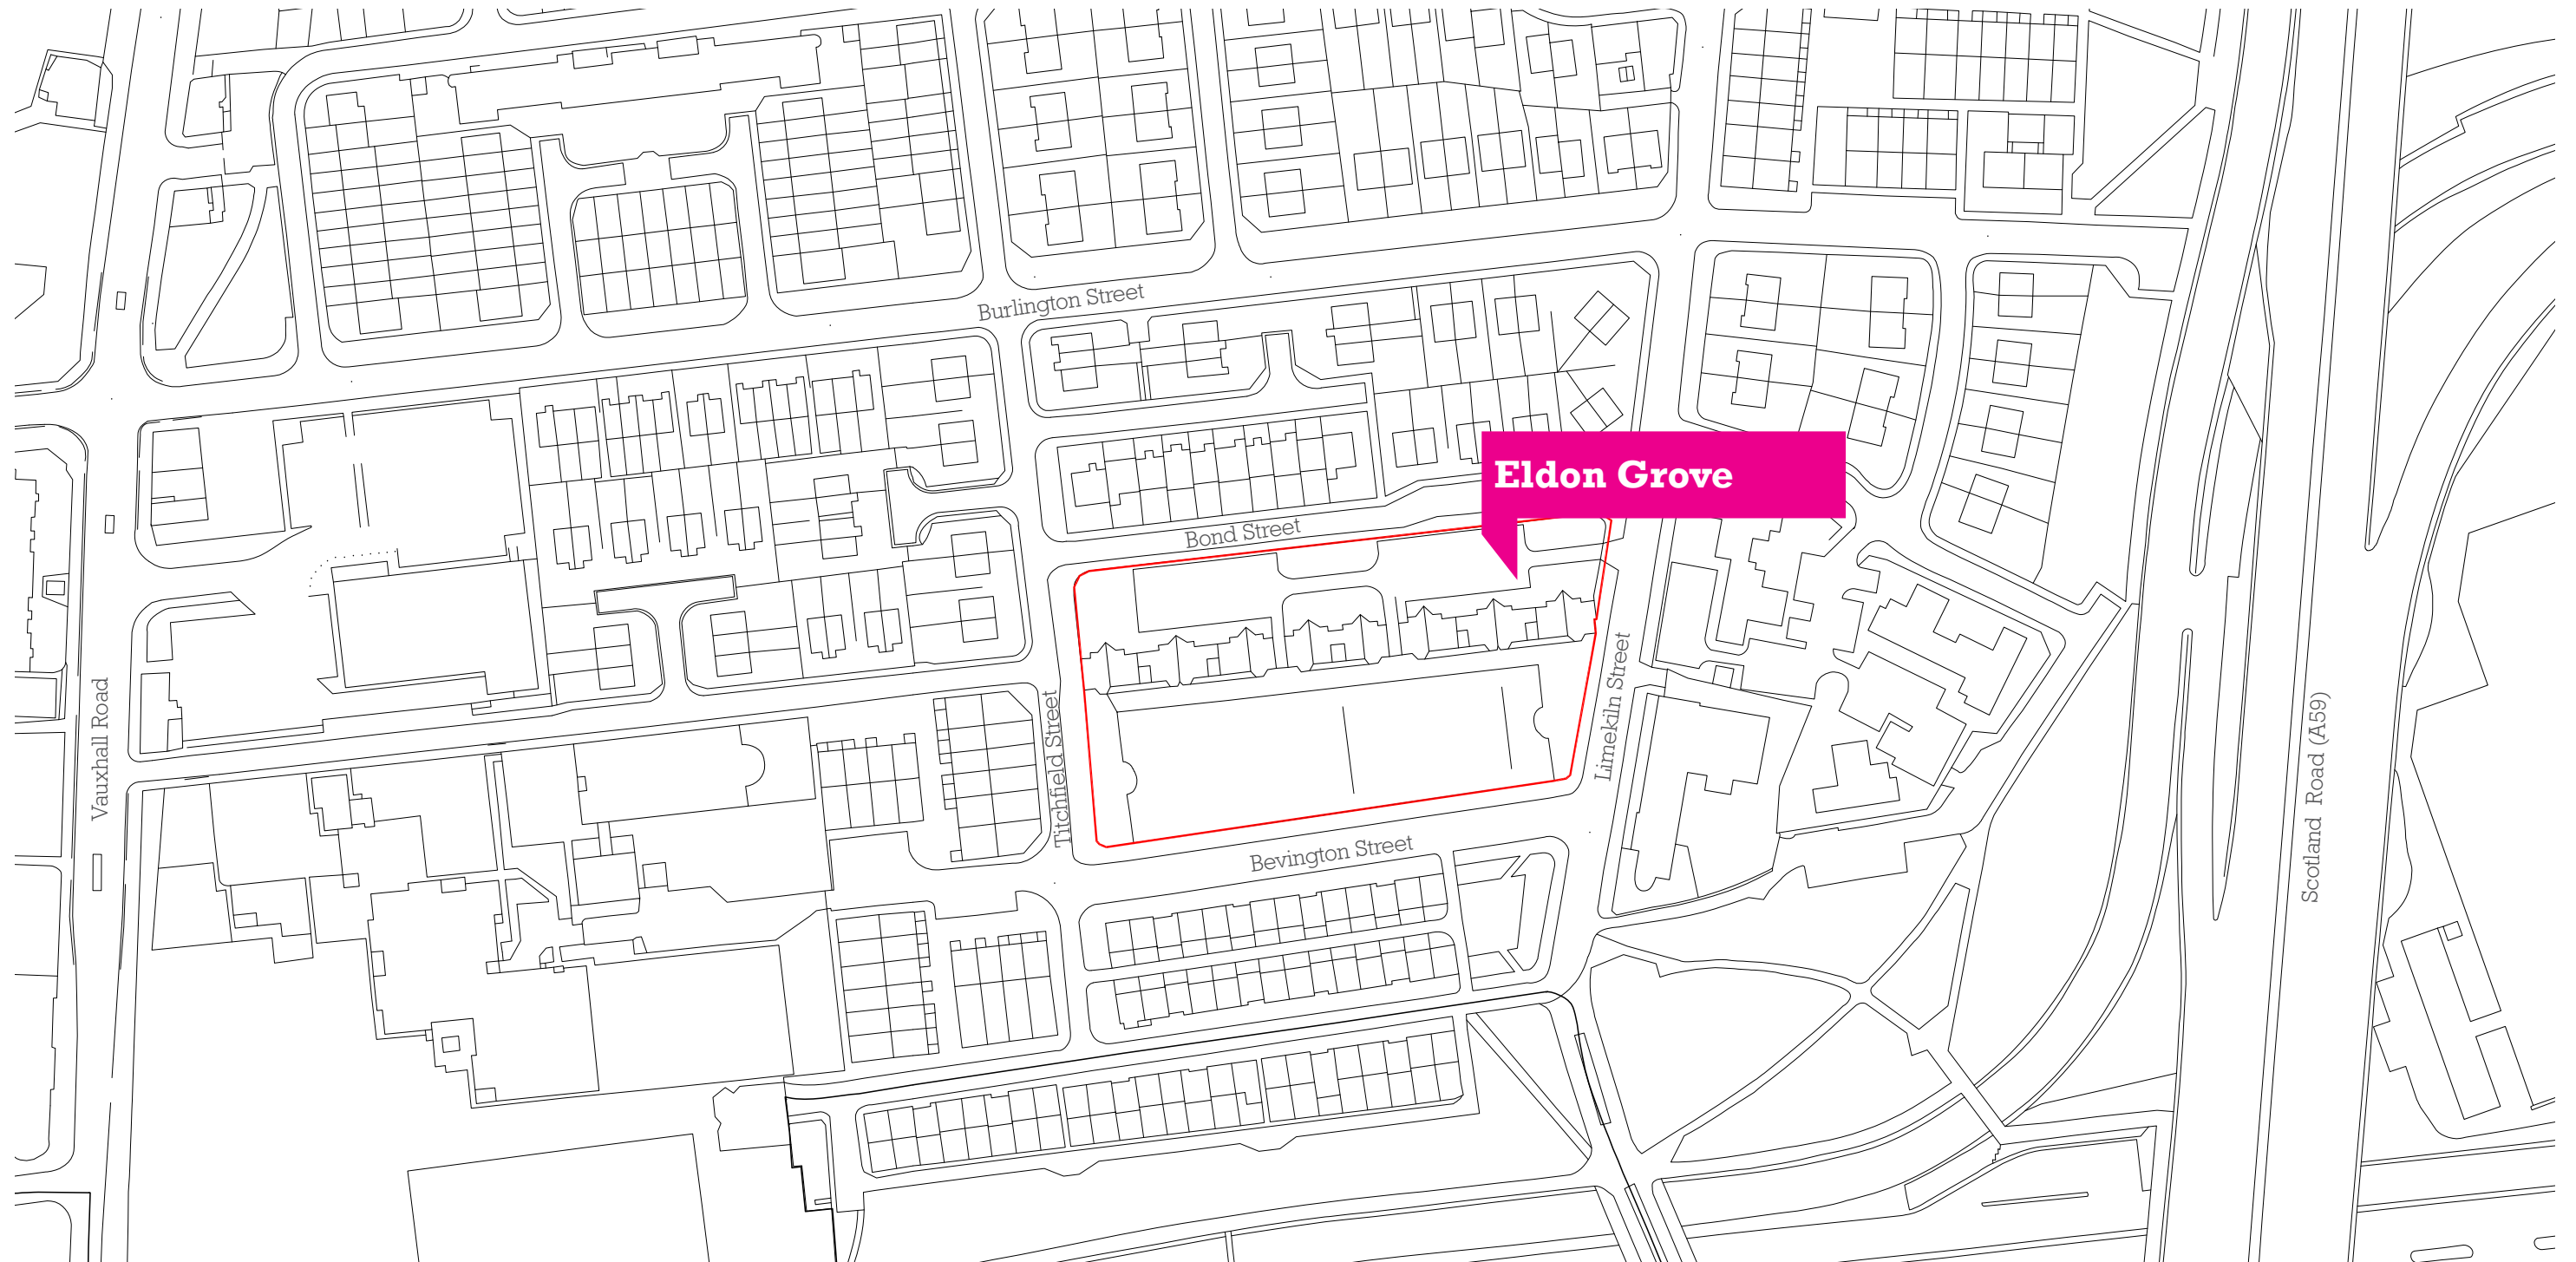 Burlington Street
Eldon Grove
Bond Street
Limekiln Street
Vauxhall Road
Titchfield Street
Scotland Road (A59)
Bevington Street